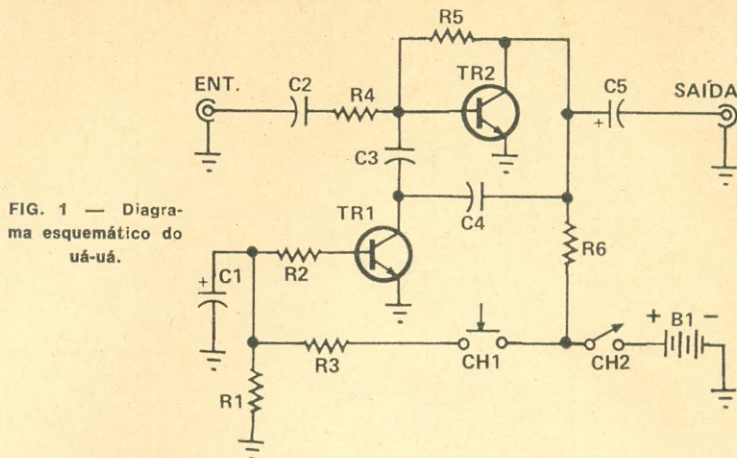 R5
TR2
ENT.
C2
R4
C5
SAÍDA
+
C3
TR1
C4
FIG. 1 — Diagra-
ma esquemático do
uá-uá.
R6
+
C1
R2
+ B1 −
R3
CH1
CH2
R1